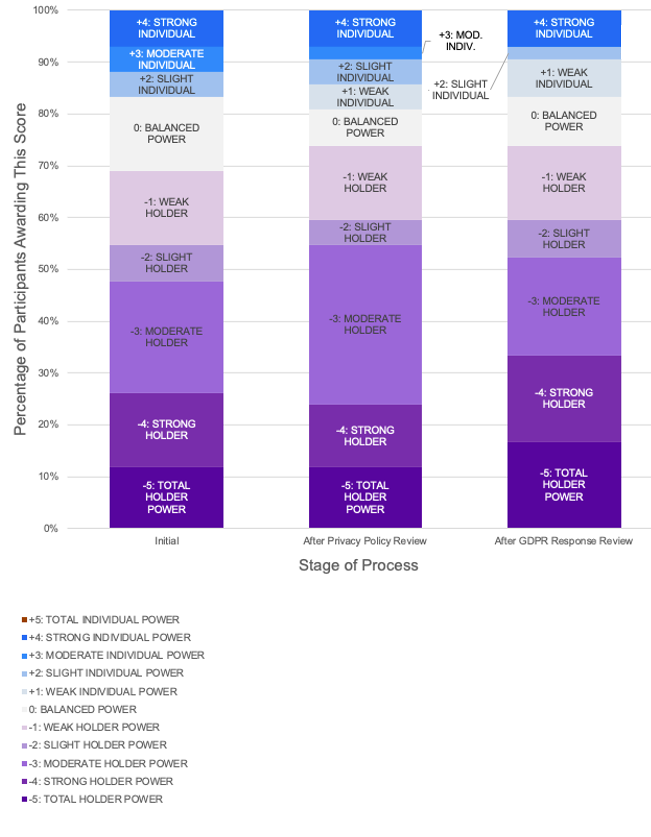 100%
90%
80%
70%
60%
50%
40%
30%
20%
10%
0%
Percentage of Participants Awarding This Score
+4: STRONG
INDIVIDUAL
+3: MODERATE
INDIVIDUAL
+2: SLIGHT
INDIVIDUAL
0: BALANCED
POWER
-1: WEAK
HOLDER
-2: SLIGHT
HOLDER
-3: MODERATE
HOLDER
-4: STRONG
HOLDER
-5: TOTAL
HOLDER
POWER
+4: STRONG
INDIVIDUAL
+3: MOD.
INDIV.
+2: SLIGHT
INDIVIDUAL
+1: WEAK
INDIVIDUAL
0: BALANCED
POWER
-1: WEAK
HOLDER
-2: SLIGHT
HOLDER
-3: MODERATE
HOLDER
-4: STRONG
HOLDER
-5: TOTAL
HOLDER
POWER
+4: STRONG
INDIVIDUAL
+2: SLIGHT
INDIVIDUAL
+1: WEAK
INDIVIDUAL
0: BALANCED
POWER
-1: WEAK
HOLDER
-2: SLIGHT
HOLDER
-3: MODERATE
HOLDER
-4: STRONG
HOLDER
-5: TOTAL
HOLDER
POWER
Initial
After Privacy Policy Review
After GDPR Response Review
Stage of Process
+5: TOTAL INDIVIDUAL POWER
+4: STRONG INDIVIDUAL POWER
+3: MODERATE INDIVIDUAL POWER
+2: SLIGHT INDIVIDUAL POWER
+1: WEAK INDIVIDUAL POWER
0: BALANCED POWER
-1: WEAK HOLDER POWER
-2: SLIGHT HOLDER POWER
-3: MODERATE HOLDER POWER
-4: STRONG HOLDER POWER
-5: TOTAL HOLDER POWER